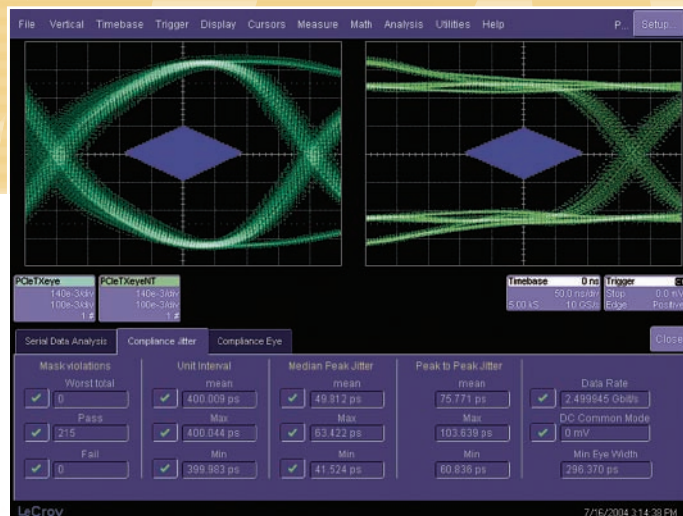 File Vertical Timebase Trigger Display Cursors Measure Math Analysis Utilities Help P... Setup...
PCIeTXeye
140e-3/div
100e-3/div
1 #
PCIeTXeyeNT
140e-3/div
100e-3/div
1 #
Timebase 0 ns
50.0 ns/div
5.00 kS 10 GS/s
Trigger
Stop 0.0 mV
Edge Positive
Serial Data Analysis Compliance Jitter Compliance Eye Close
Mask violations Unit Interval Median Peak Jitter Peak to Peak Jitter
Worst total mean mean mean Data Rate
0 400.009 ps 49.812 ps 75.771 ps 2.499945 Gbit/s
Pass Max Max Max DC Common Mode
215 400.044 ps 63.422 ps 103.639 ps 0 mV
Fail Min Min Min Min Eye Width
0 399.983 ps 41.524 ps 60.836 ps 296.370 ps
LeCroy 7/16/2004 3:14:38 PM